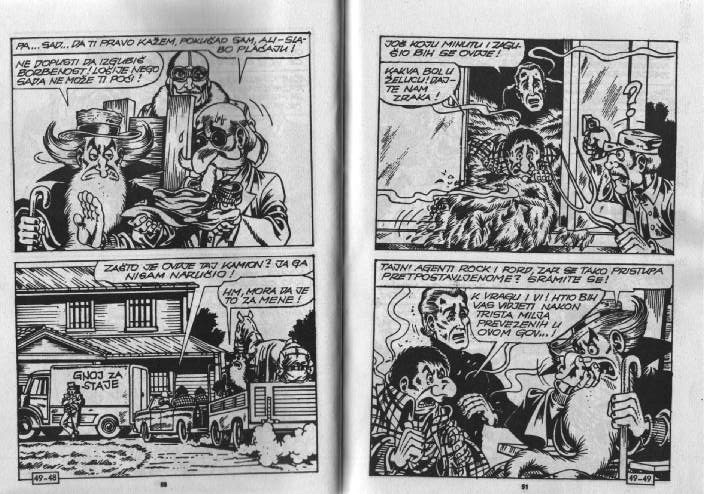 PA... SAD... DA TI PRAVO KAŽEM, POKUŠAO SAM, ALI SLA-
BO PLAĆAJU!
NE DOPUSTI DA IZGUBIŠ
BORBENOST! LOŠIJE NEGO
SADA NE MOŽE TI POĆI!
ZAŠTO JE OVDJE TAJ KAMION? JA GA
NISAM NARUČIO!
HM, MORA DA JE
TO ZA MENE!
GNOJ ZA
STAJE
49-48
JOŠ KOJU MINUTU I ZAGU-
ŠIO BIH SE OVDJE!
KAKVA BOL U
ŽELUCU! DAJ-
TE NAM
ZRAKA!
?
TAJNI AGENTI ROCK I FORD, ZAR SE TAKO PRISTUPA
PRETPOSTAVLJENOME? SRAMITE SE!
K VRAGU I VI! HTIO BIH
VAS VIDJETI NAKON
TRISTA MILJA
PREVEZENIH U
OVOM GOV...!
51
49-49